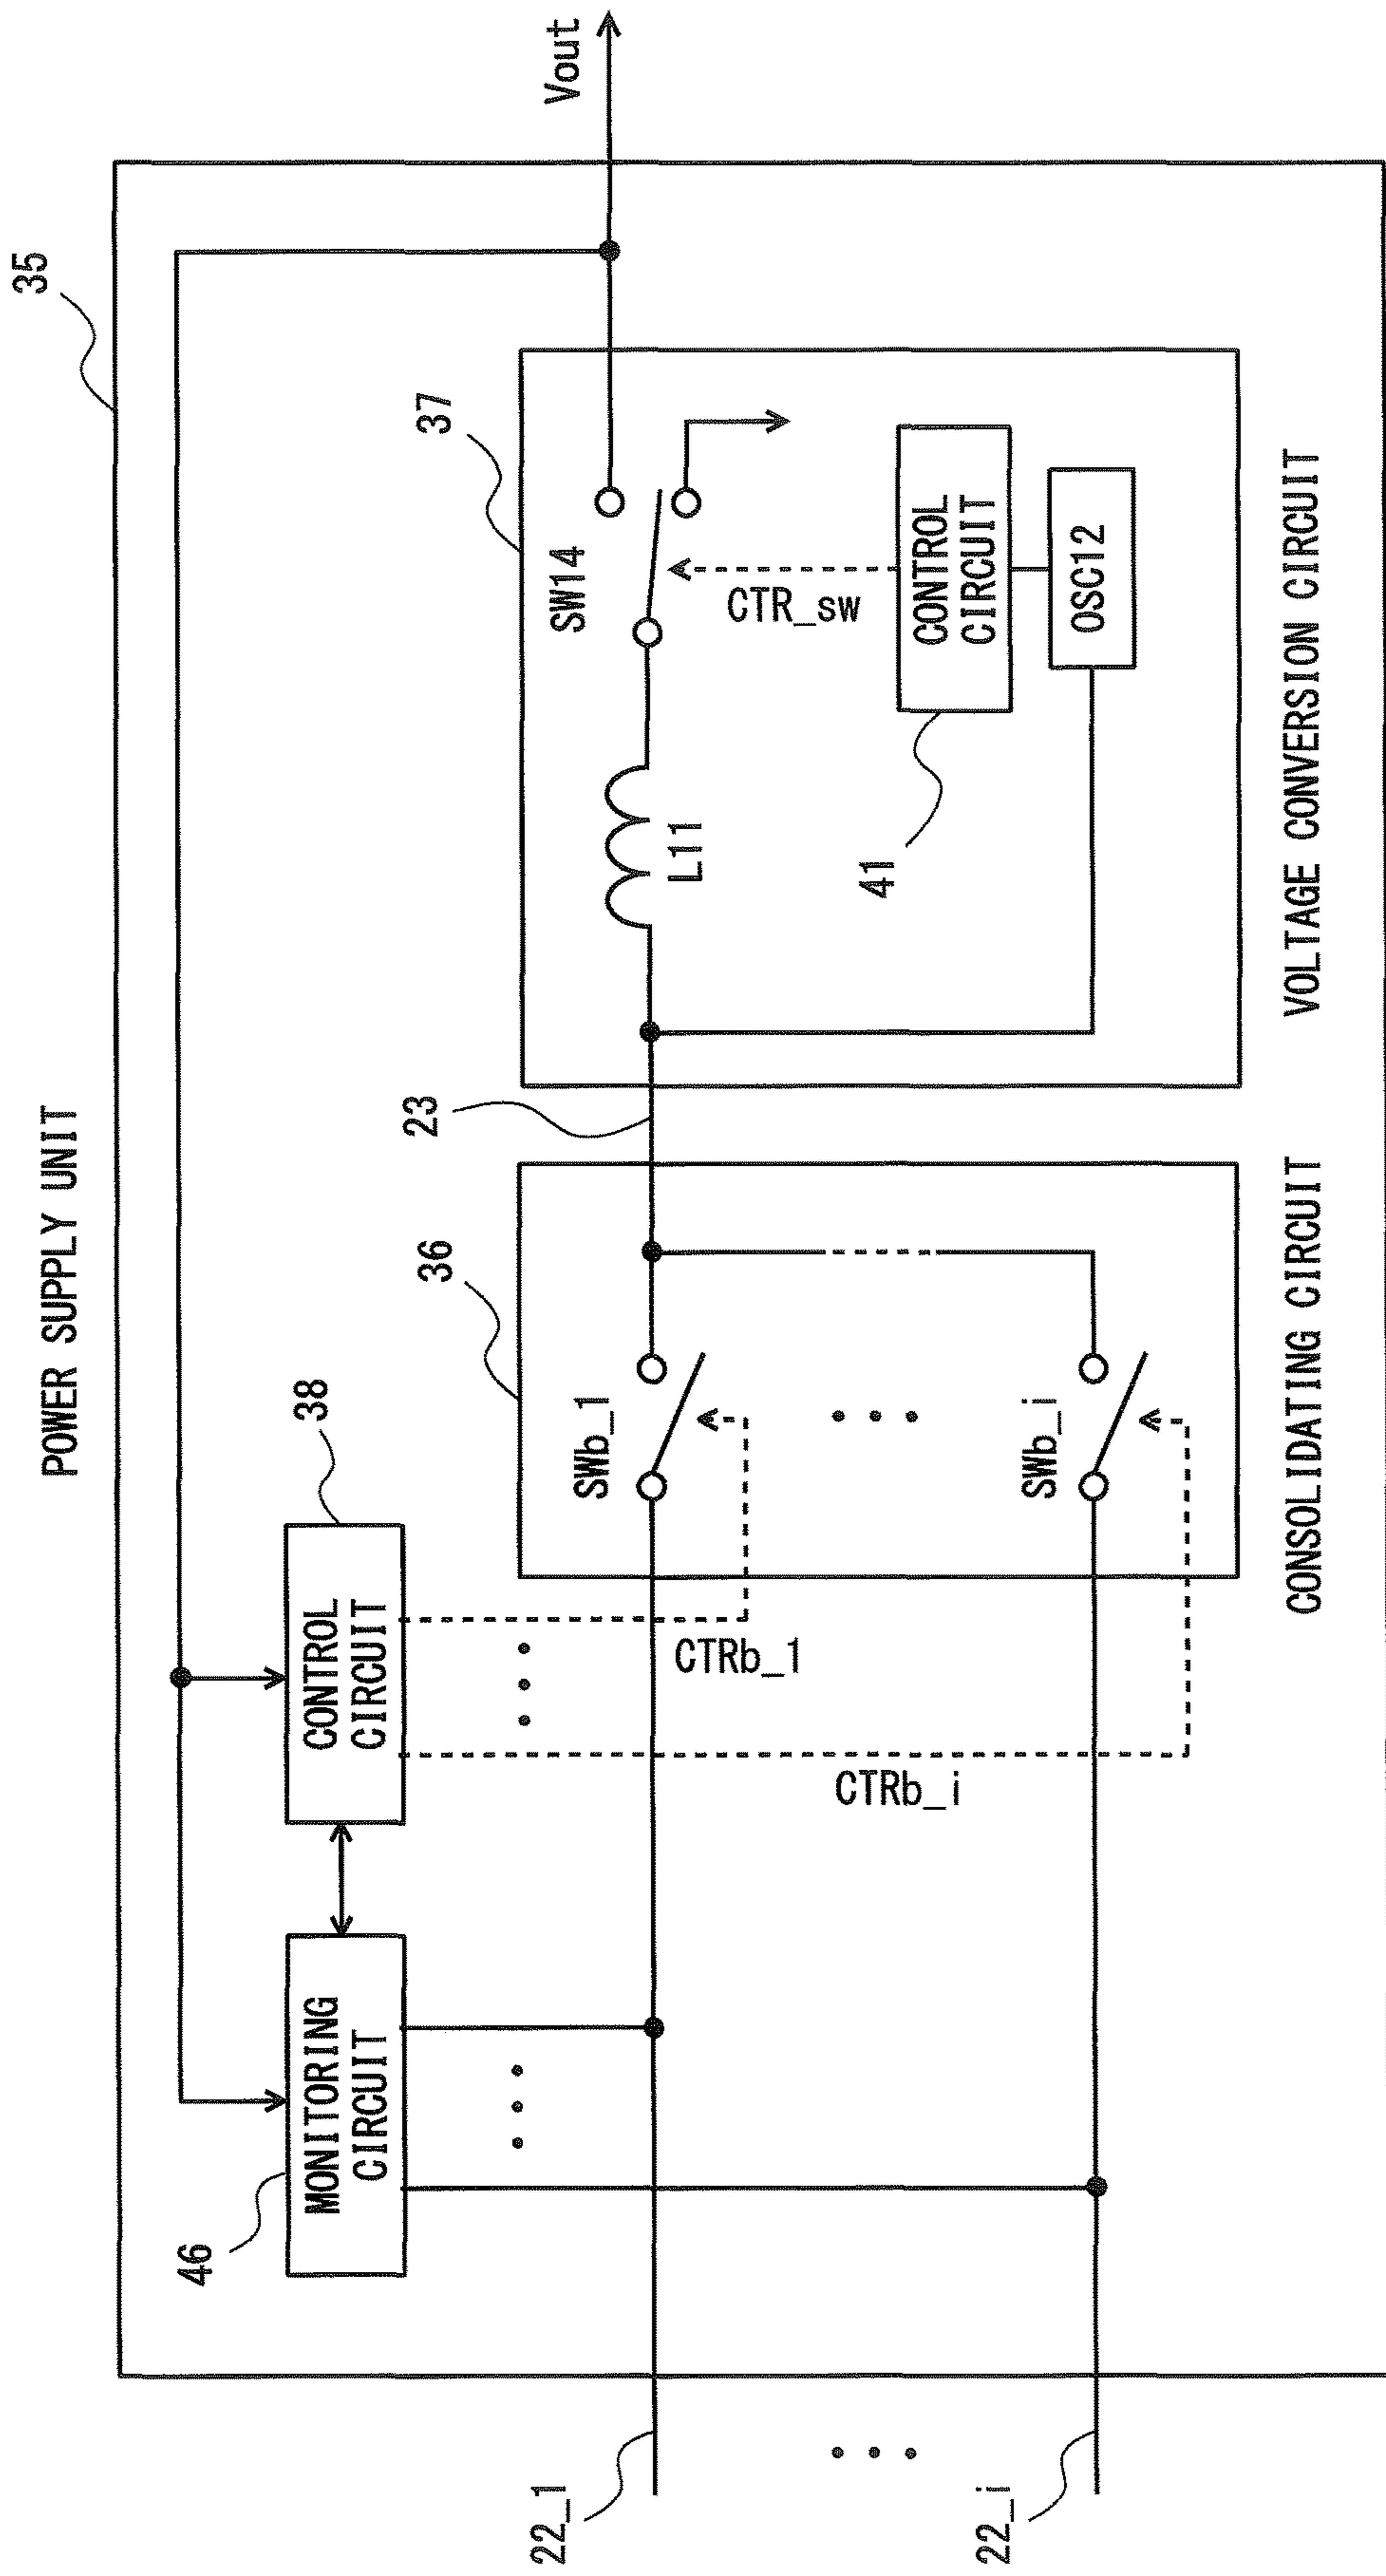 POWER SUPPLY UNIT
35
Vout
46
MONITORING
CIRCUIT
38
CONTROL
CIRCUIT
36
23
37
SWb_1
SW14
L11
CTRb_1
CTR_sw
22_1
CTRb_i
41
CONTROL
CIRCUIT
SWb_i
OSC12
22_i
CONSOLIDATING CIRCUIT
VOLTAGE CONVERSION CIRCUIT